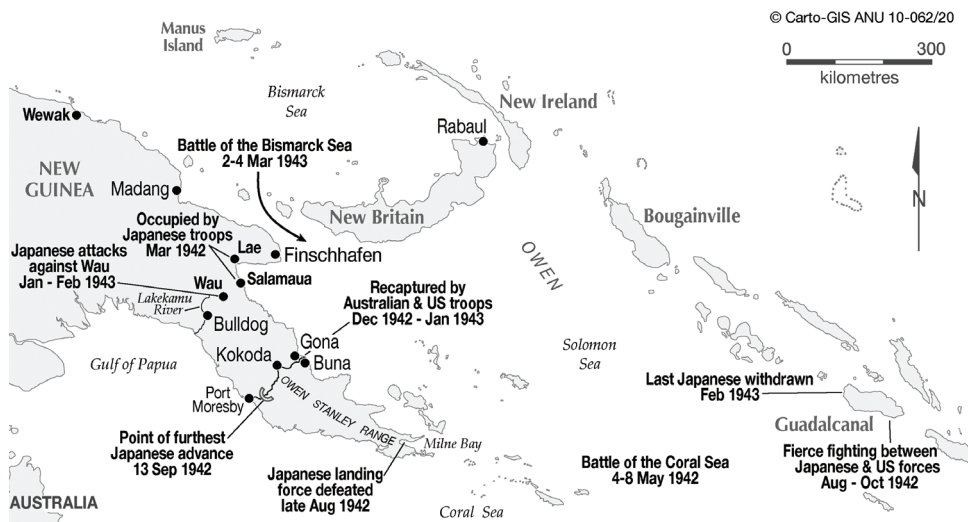 © Carto-GIS ANU 10-062/20
0 300
kilometres
N
Manus
Island
Bismarck
Sea
New Ireland
Wewak
Rabaul
Battle of the Bismarck Sea
2-4 Mar 1943
NEW
GUINEA
Madang
New Britain
Bougainville
Occupied by
Japanese troops
Mar 1942
Lae
Finschhafen
OWEN
Japanese attacks
against Wau
Jan - Feb 1943
Wau
Salamaua
Lakekamu
River
Bulldog
Recaptured by
Australian & US troops
Dec 1942 - Jan 1943
Gona
Buna
Kokoda
Gulf of Papua
Solomon
Sea
Port
Moresby
OWEN STANLEY RANGE
Last Japanese withdrawn
Feb 1943
Guadalcanal
Point of furthest
Japanese advance
13 Sep 1942
Milne Bay
Japanese landing
force defeated
late Aug 1942
Battle of the Coral Sea
4-8 May 1942
Fierce fighting between
Japanese & US forces
Aug - Oct 1942
AUSTRALIA
Coral Sea